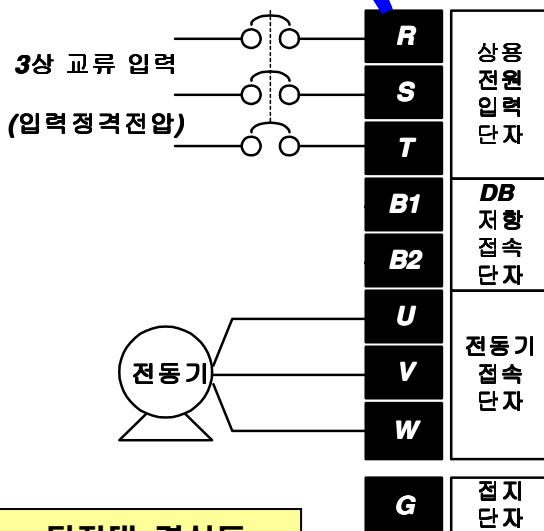 3상 교류 입력
(입력정격전압)
R
S
T
상용
전원
입력
단자
B1
B2
DB
저항
접속
단자
전동기
U
V
W
전동기
접속
단자
G
접지
단자